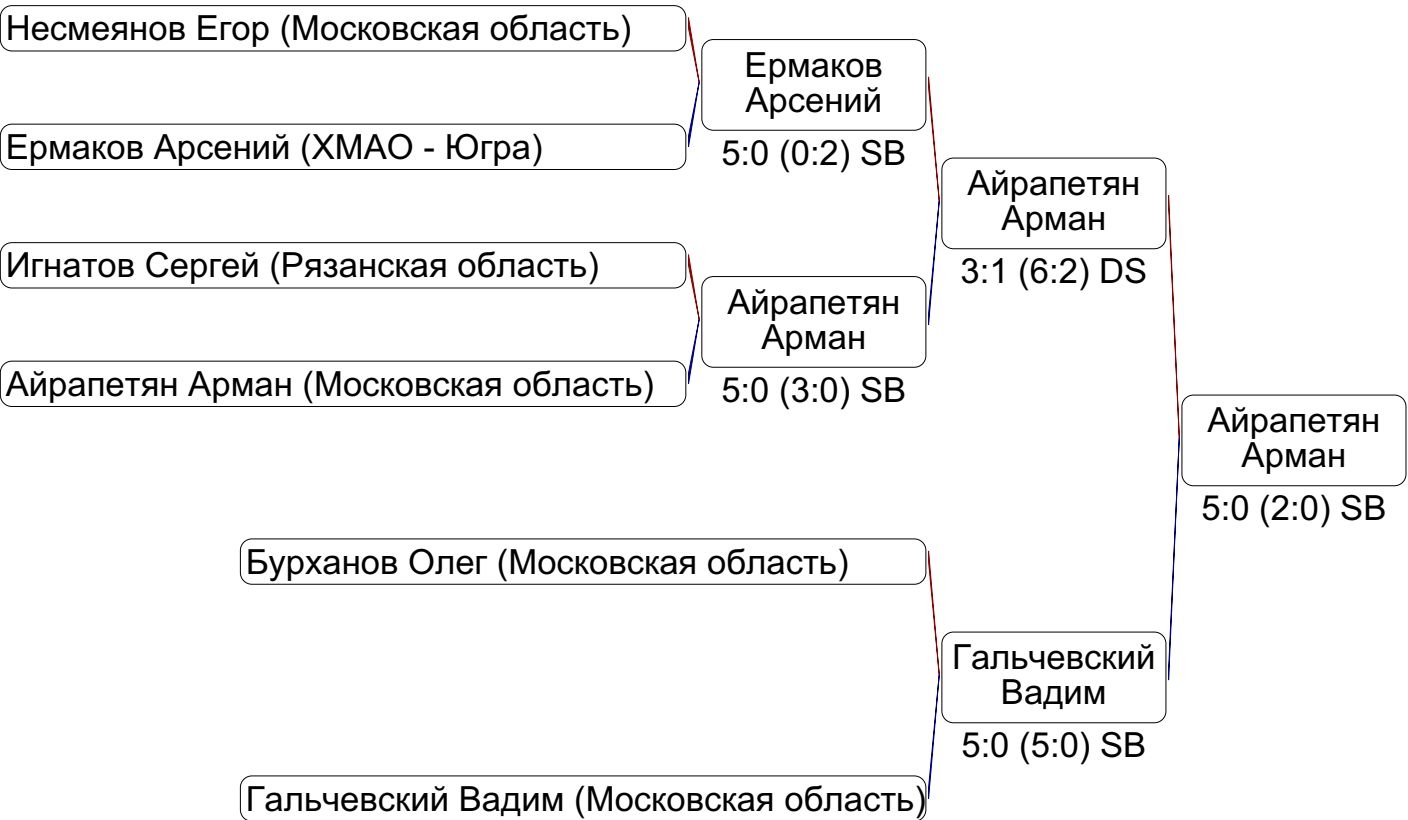 Несмеянов Егор (Московская область)
Ермаков
Арсений
Ермаков Арсений (ХМАО - Югра)
5:0 (0:2) SB
Айрапетян
Арман
Игнатов Сергей (Рязанская область)
3:1 (6:2) DS
Айрапетян
Арман
Айрапетян Арман (Московская область)
5:0 (3:0) SB
Айрапетян
Арман
5:0 (2:0) SB
Бурханов Олег (Московская область)
Гальчевский
Вадим
5:0 (5:0) SB
Гальчевский Вадим (Московская область)